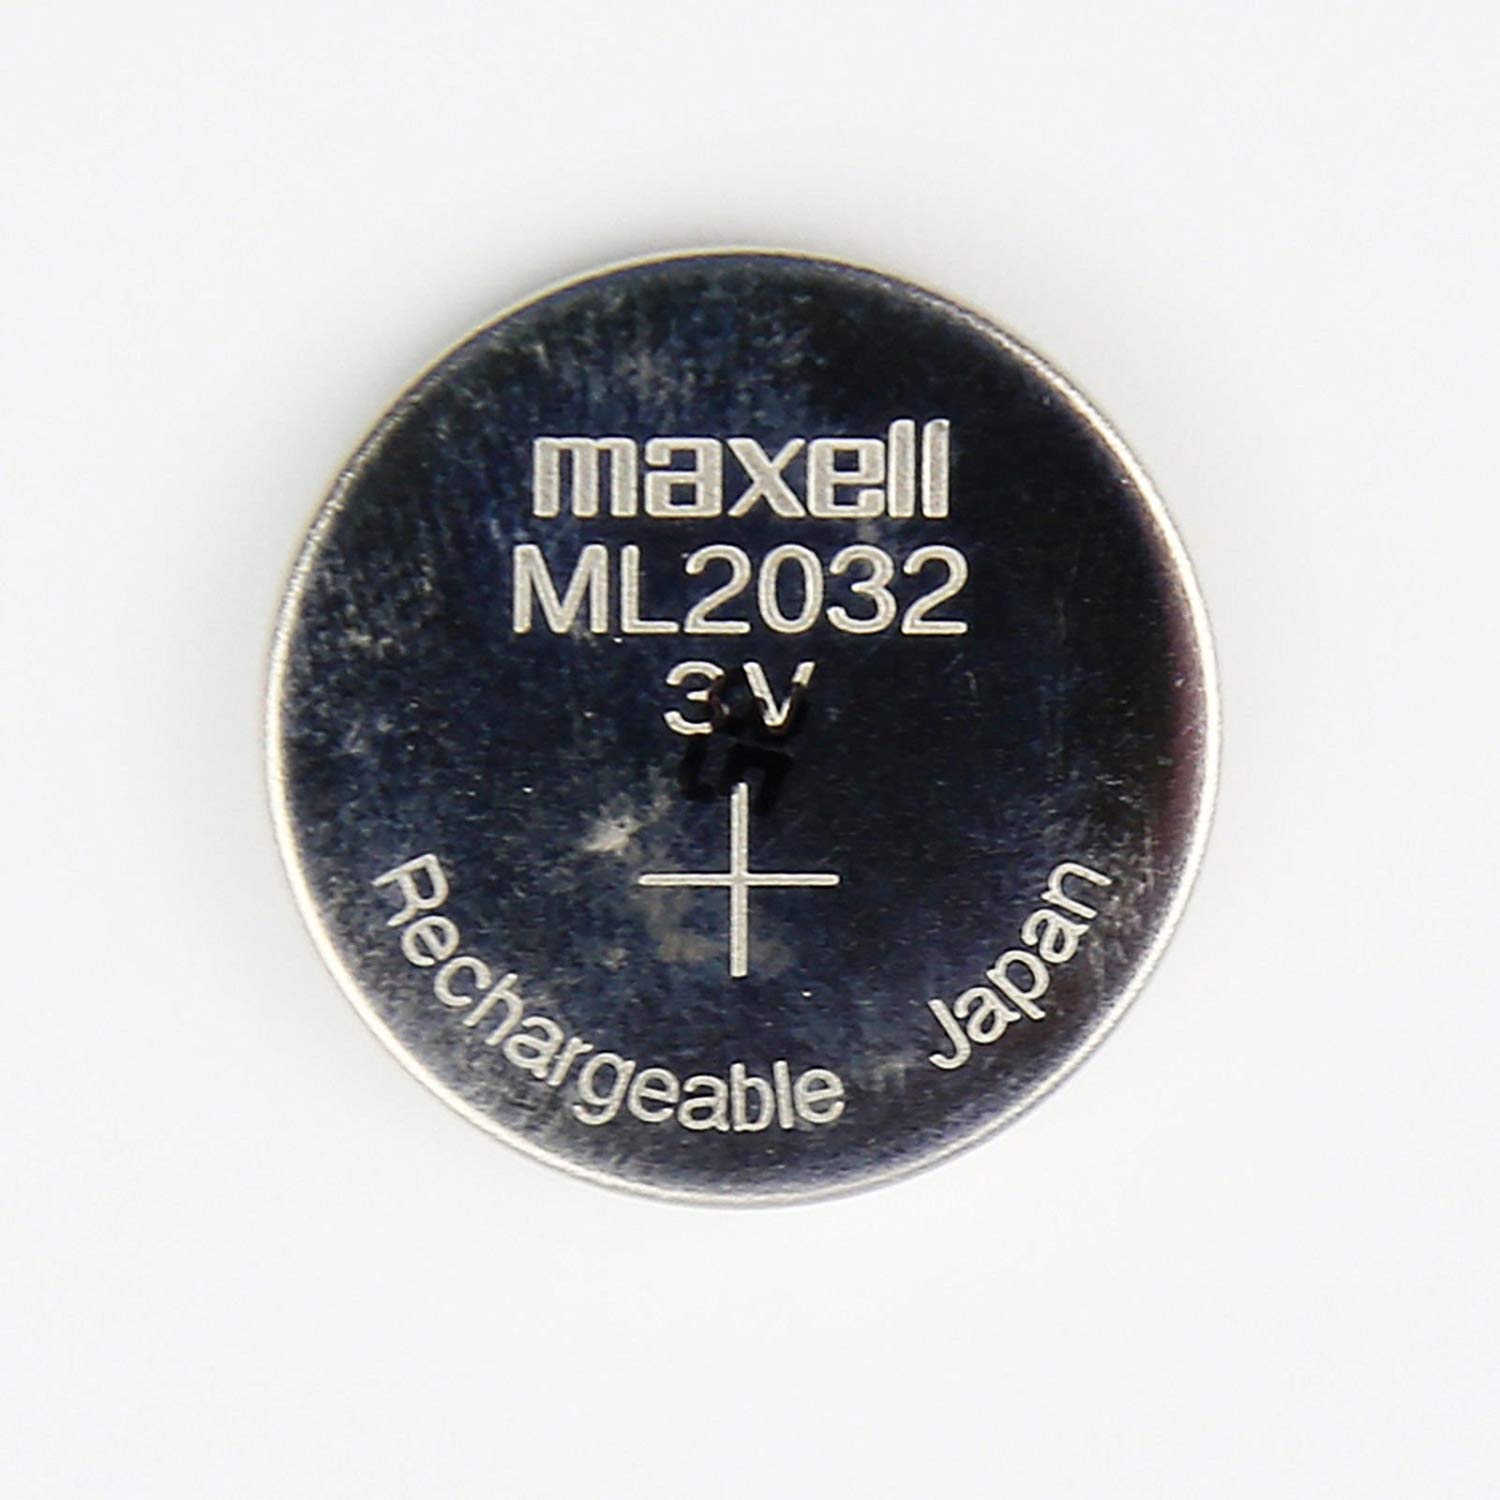 maxell
ML2032
3V
+
Rechargeable
Japan